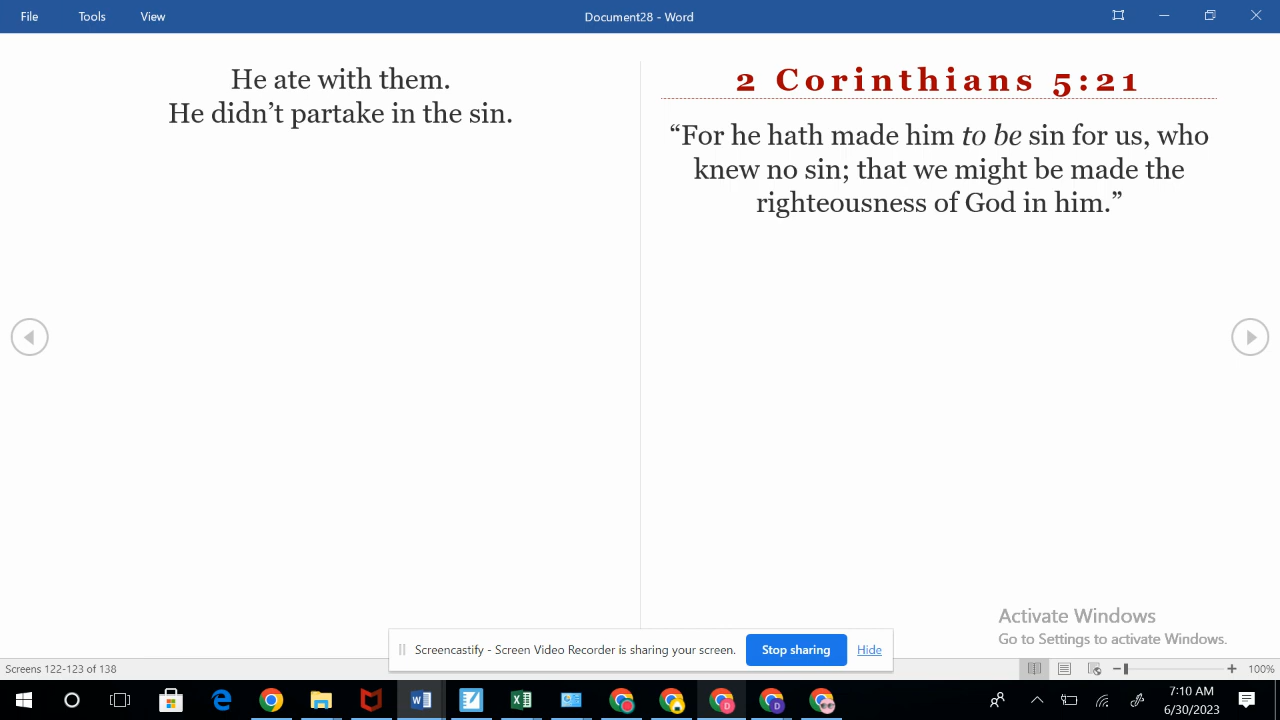 File Tools View Document28 - Word
He ate with them.
He didn’t partake in the sin.
2 Corinthians 5:21
“For he hath made him to be sin for us, who
knew no sin; that we might be made the
righteousness of God in him.”
Activate Windows
Go to Settings to activate Windows.
Screencastify - Screen Video Recorder is sharing your screen. Stop sharing Hide
Screens 122-123 of 138 100%
7:10 AM
6/30/2023